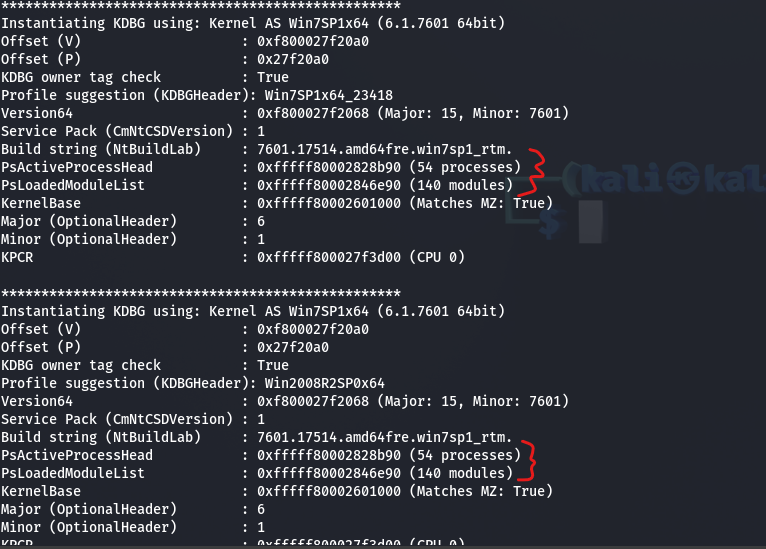 **************************************************
Instantiating KDBG using: Kernel AS Win7SP1x64 (6.1.7601 64bit)
Offset (V)                    : 0xf800027f20a0
Offset (P)                    : 0x27f20a0
KDBG owner tag check          : True
Profile suggestion (KDBGHeader): Win7SP1x64_23418
Version64                     : 0xf800027f2068 (Major: 15, Minor: 7601)
Service Pack (CmNtCSDVersion) : 1
Build string (NtBuildLab)     : 7601.17514.amd64fre.win7sp1_rtm.
PsActiveProcessHead           : 0xfffff80002828b90 (54 processes)
PsLoadedModuleList            : 0xfffff80002846e90 (140 modules)
KernelBase                    : 0xfffff80002601000 (Matches MZ: True)
Major (OptionalHeader)        : 6
Minor (OptionalHeader)        : 1
KPCR                          : 0xfffff800027f3d00 (CPU 0)
(kali kal
$
**************************************************
Instantiating KDBG using: Kernel AS Win7SP1x64 (6.1.7601 64bit)
Offset (V)                    : 0xf800027f20a0
Offset (P)                    : 0x27f20a0
KDBG owner tag check          : True
Profile suggestion (KDBGHeader): Win2008R2SP0x64
Version64                     : 0xf800027f2068 (Major: 15, Minor: 7601)
Service Pack (CmNtCSDVersion) : 1
Build string (NtBuildLab)     : 7601.17514.amd64fre.win7sp1_rtm.
PsActiveProcessHead           : 0xfffff80002828b90 (54 processes)
PsLoadedModuleList            : 0xfffff80002846e90 (140 modules)
KernelBase                    : 0xfffff80002601000 (Matches MZ: True)
Major (OptionalHeader)        : 6
Minor (OptionalHeader)        : 1
KPCR                          : 0xfffff800027f3d00 (CPU 0)